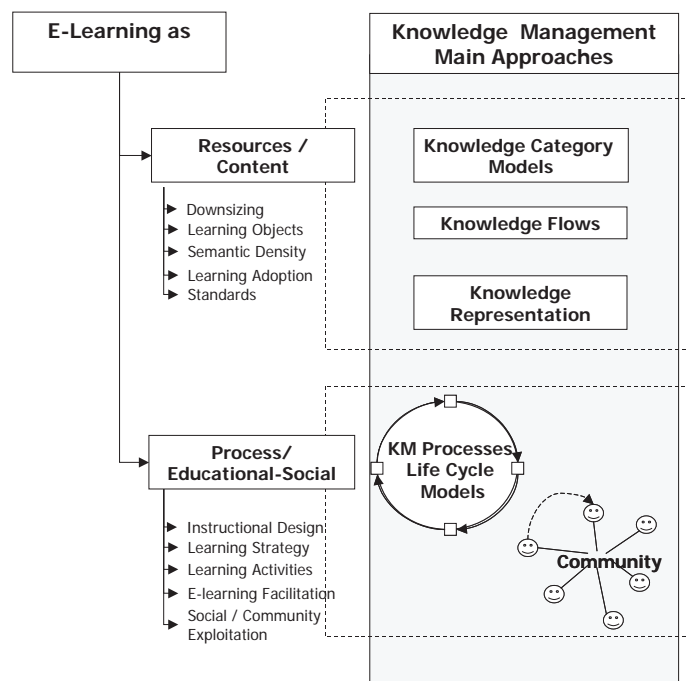 E-Learning as
Knowledge Management
Main Approaches
Resources /
Content
Downsizing
Learning Objects
Semantic Density
Learning Adoption
Standards
Knowledge Category
Models
Knowledge Flows
Knowledge
Representation
Process/
Educational-Social
Instructional Design
Learning Strategy
Learning Activities
E-learning Facilitation
Social / Community
Exploitation
KM Processes
Life Cycle
Models
Community